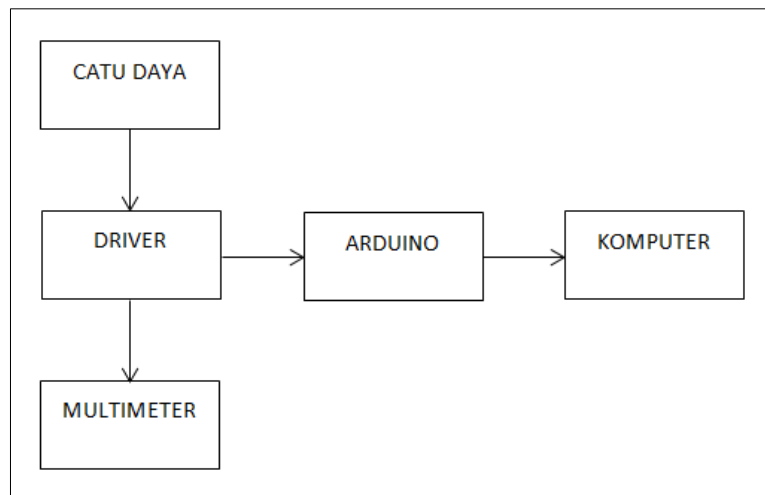 CATU DAYA
DRIVER
ARDUINO
KOMPUTER
MULTIMETER